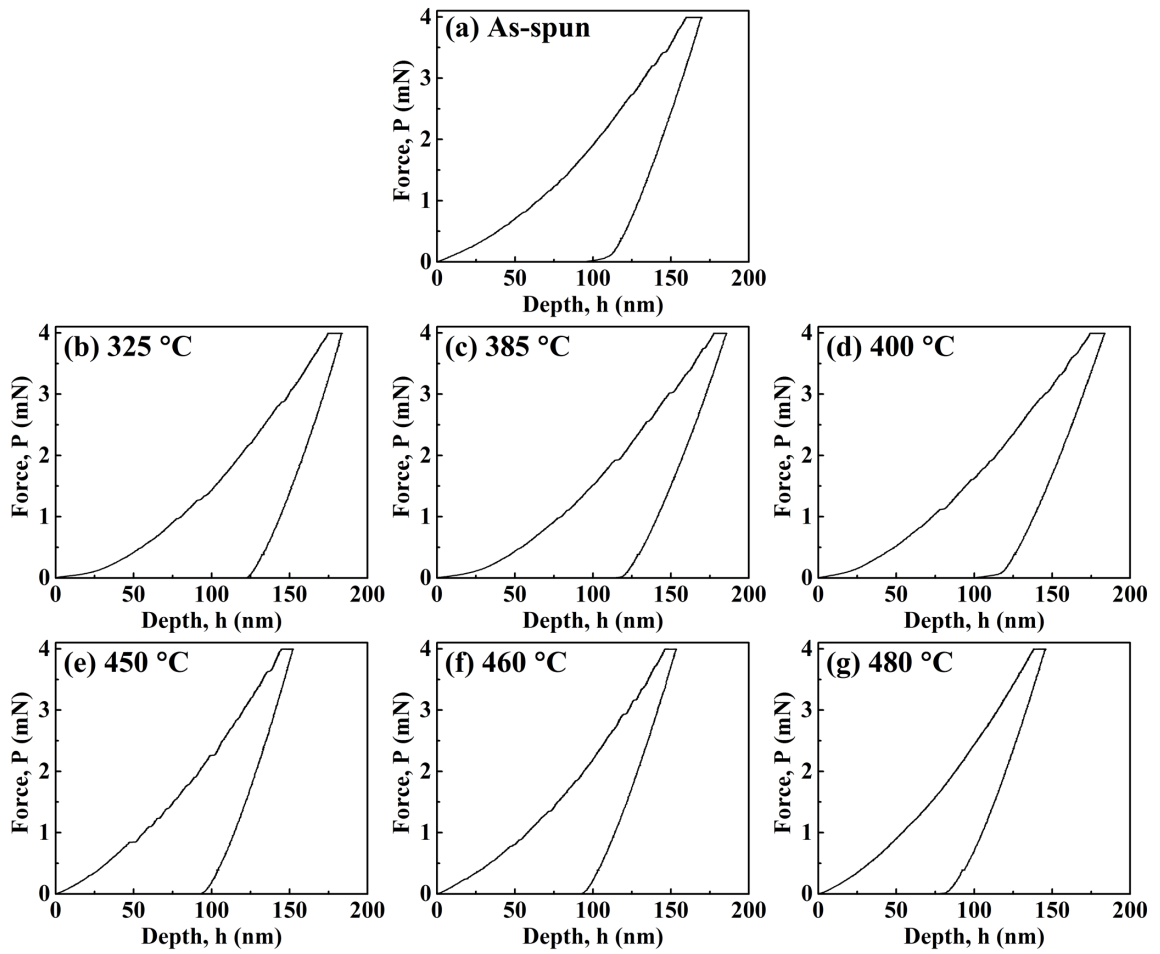 (a) As-spun
Force, P (mN)
4
3
2
1
0
0 50 100 150 200
Depth, h (nm)
(b) 325 °C
Force, P (mN)
4
3
2
1
0
0 50 100 150 200
Depth, h (nm)
(c) 385 °C
Force, P (mN)
4
3
2
1
0
0 50 100 150 200
Depth, h (nm)
(d) 400 °C
Force, P (mN)
4
3
2
1
0
0 50 100 150 200
Depth, h (nm)
(e) 450 °C
Force, P (mN)
4
3
2
1
0
0 50 100 150 200
Depth, h (nm)
(f) 460 °C
Force, P (mN)
4
3
2
1
0
0 50 100 150 200
Depth, h (nm)
(g) 480 °C
Force, P (mN)
4
3
2
1
0
0 50 100 150 200
Depth, h (nm)